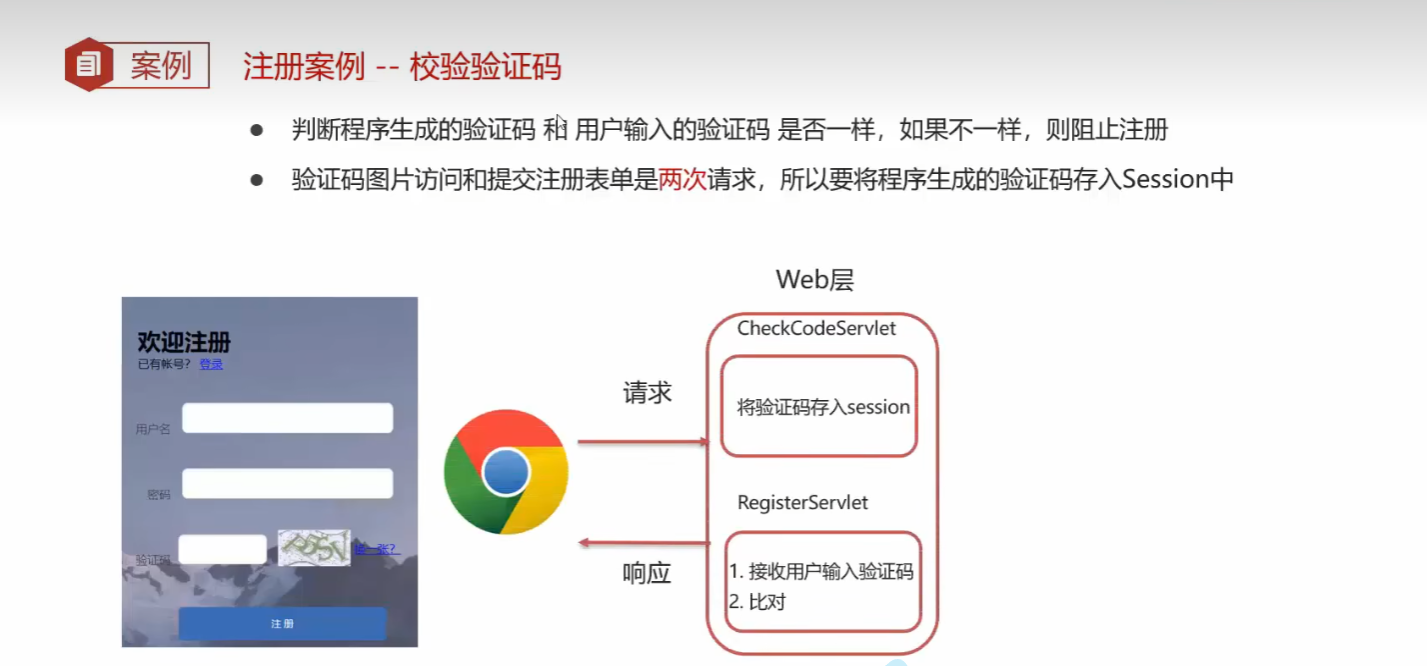 案例
注册案例 -- 校验验证码
● 判断程序生成的验证码 和 用户输入的验证码 是否一样，如果不一样，则阻止注册
● 验证码图片访问和提交注册表单是两次请求，所以要将程序生成的验证码存入Session中
Web层
CheckCodeServlet
将验证码存入session
RegisterServlet
1. 接收用户输入验证码
2. 比对
请求
响应
欢迎注册
已有帐号？ 登录
用户名
密码
验证码
换一张？
注 册